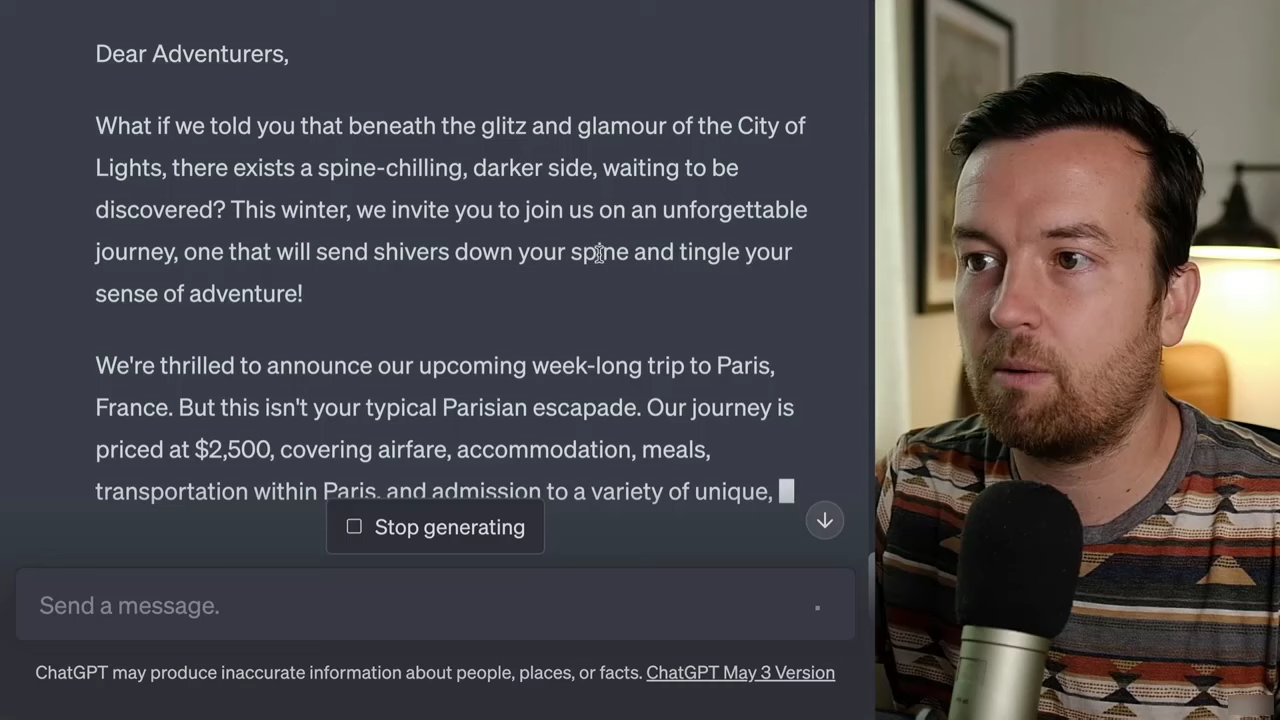 Dear Adventurers,
What if we told you that beneath the glitz and glamour of the City of
Lights, there exists a spine-chilling, darker side, waiting to be
discovered? This winter, we invite you to join us on an unforgettable
journey, one that will send shivers down your spine and tingle your
sense of adventure!
We're thrilled to announce our upcoming week-long trip to Paris,
France. But this isn't your typical Parisian escapade. Our journey is
priced at $2,500, covering airfare, accommodation, meals,
transportation within Paris, and admission to a variety of unique,
Stop generating
Send a message.
ChatGPT may produce inaccurate information about people, places, or facts. ChatGPT May 3 Version